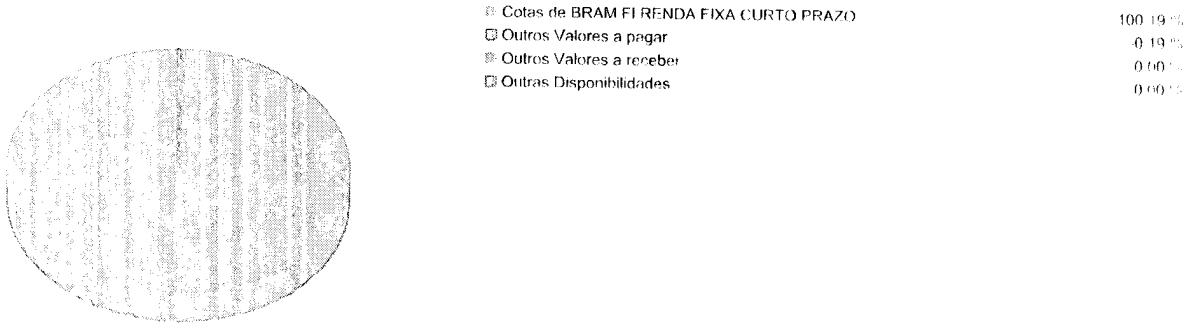 Cotas de BRAM FI RENDA FIXA CURTO PRAZO 100.19 %
Outros Valores a pagar -0.19 %
Outros Valores a receber 0.00 %
Outras Disponibilidades 0.00 %